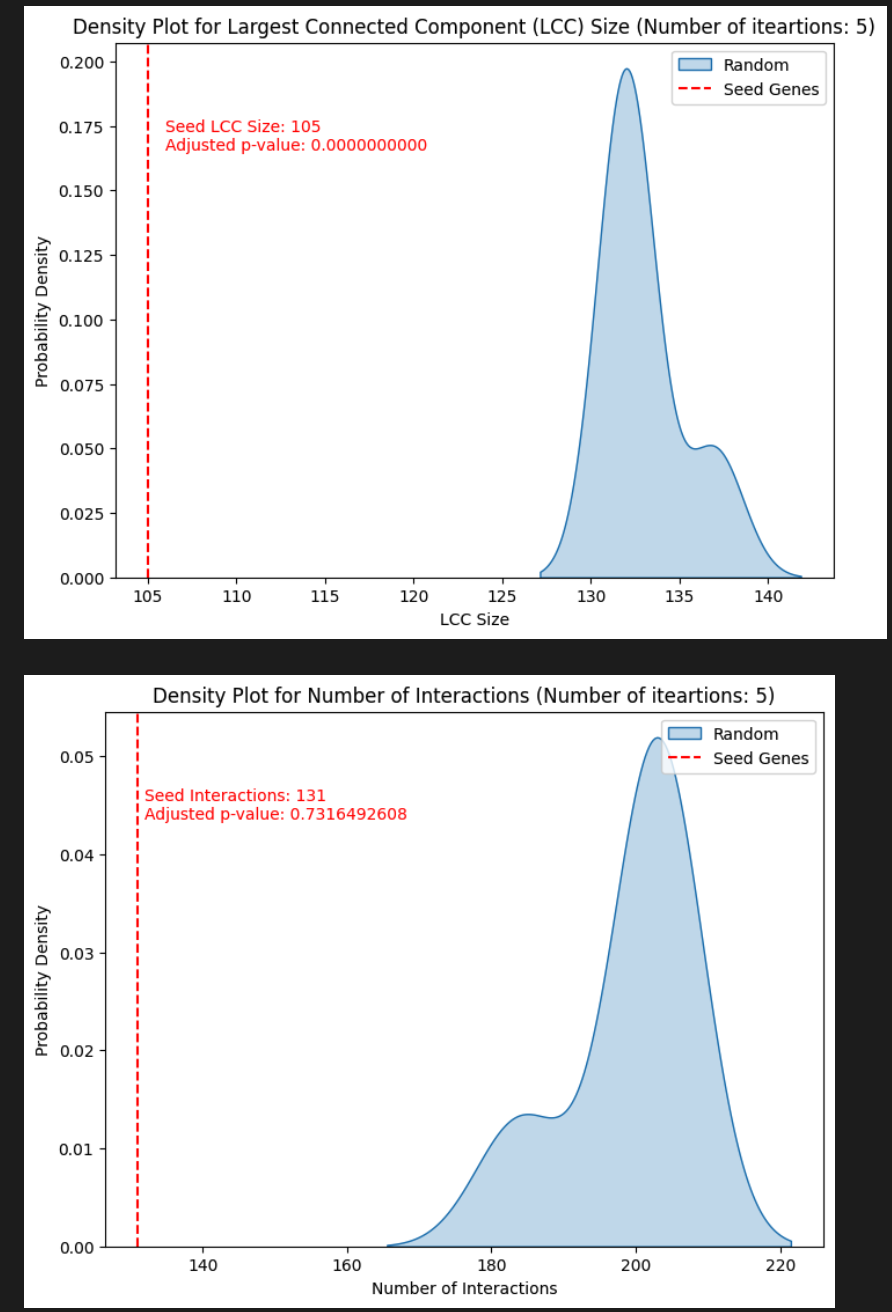 Density Plot for Largest Connected Component (LCC) Size (Number of iteartions: 5)
0.200
0.175
0.150
0.125
0.100
0.075
0.050
0.025
0.000
Probability Density
Random
Seed Genes
Seed LCC Size: 105
Adjusted p-value: 0.0000000000
105 110 115 120 125 130 135 140
LCC Size
Density Plot for Number of Interactions (Number of iteartions: 5)
0.05
0.04
0.03
0.02
0.01
0.00
Probability Density
Random
Seed Genes
Seed Interactions: 131
Adjusted p-value: 0.7316492608
140 160 180 200 220
Number of Interactions